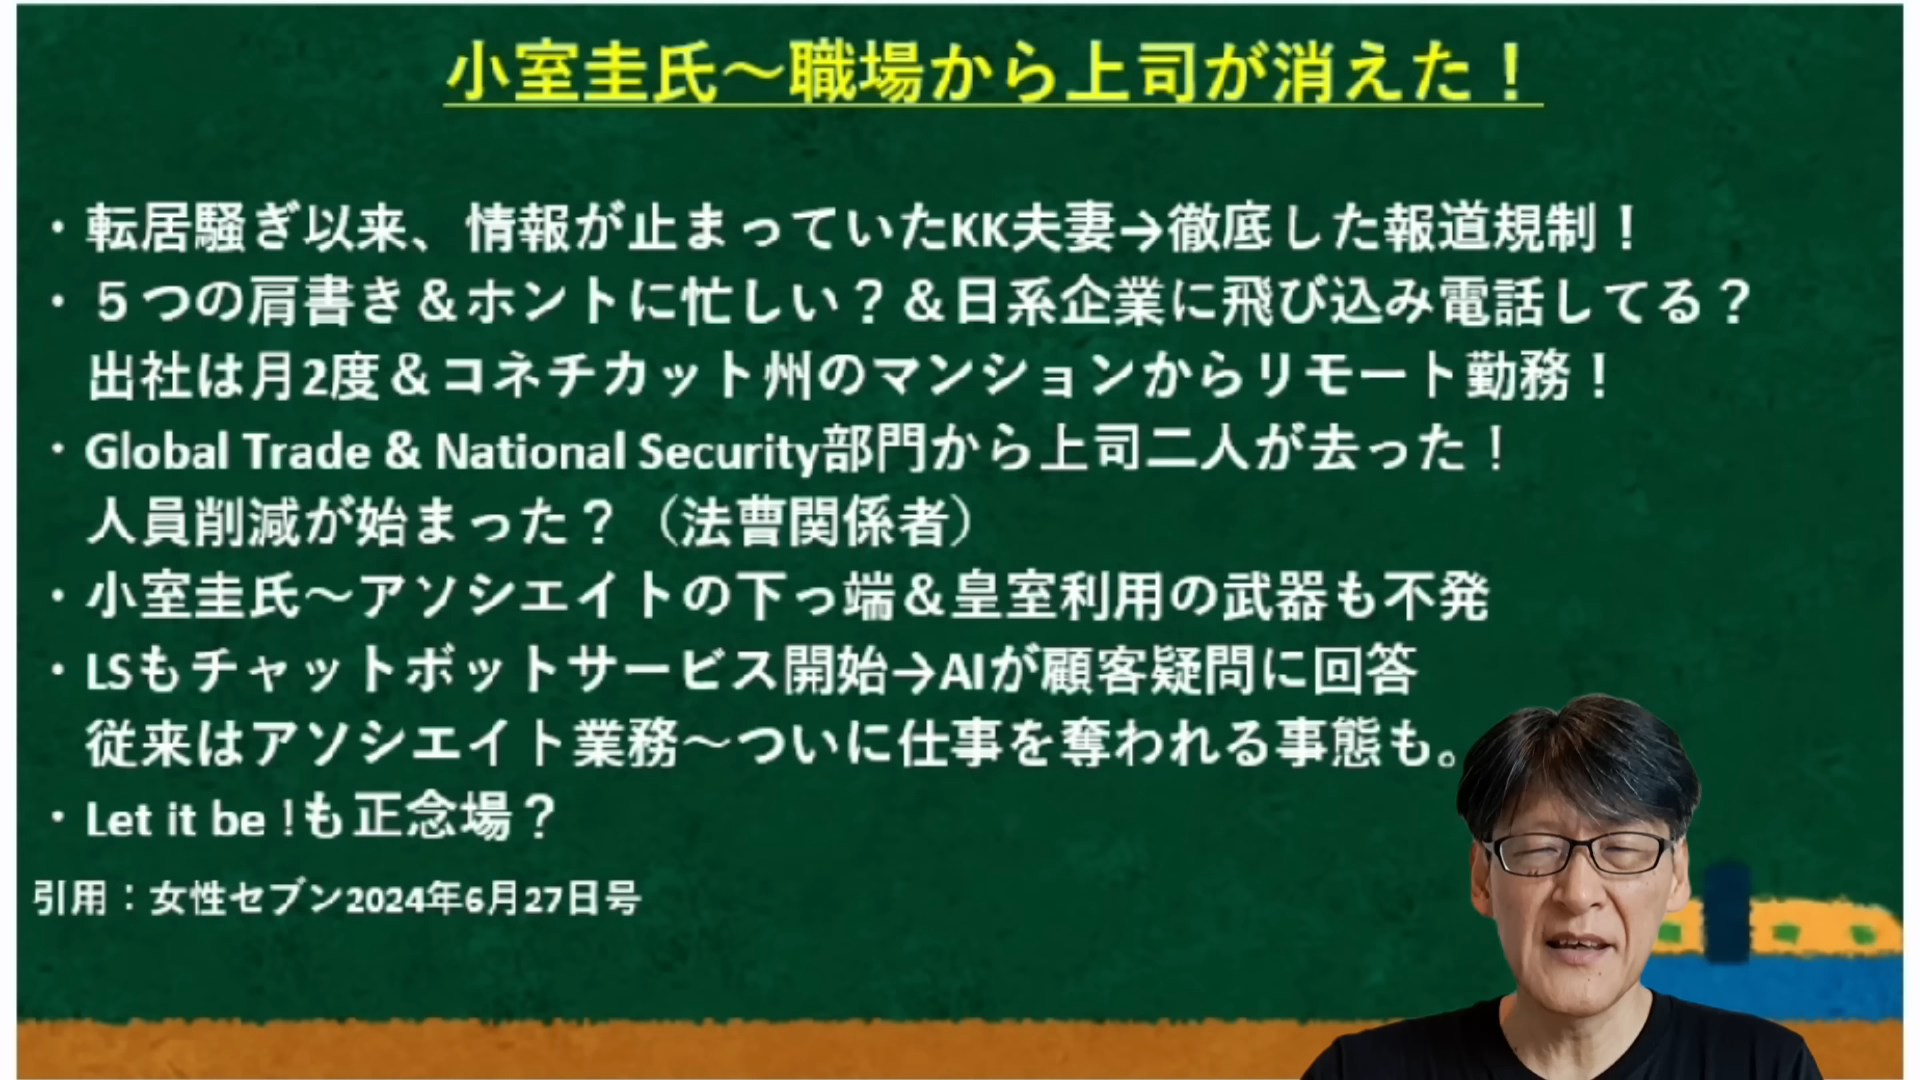 小室圭氏～職場から上司が消えた！
・転居騒ぎ以来、情報が止まっていたKK夫妻→徹底した報道規制！
・５つの肩書き＆ホントに忙しい？＆日系企業に飛び込み電話してる？
出社は月2度＆コネチカット州のマンションからリモート勤務！
・Global Trade & National Security部門から上司二人が去った！
人員削減が始まった？（法曹関係者）
・小室圭氏～アソシエイトの下っ端＆皇室利用の武器も不発
・LSもチャットボットサービス開始→AIが顧客疑問に回答
従来はアソシエイト業務～ついに仕事を奪われる事態も。
・Let it be !も正念場？
引用：女性セブン2024年6月27日号